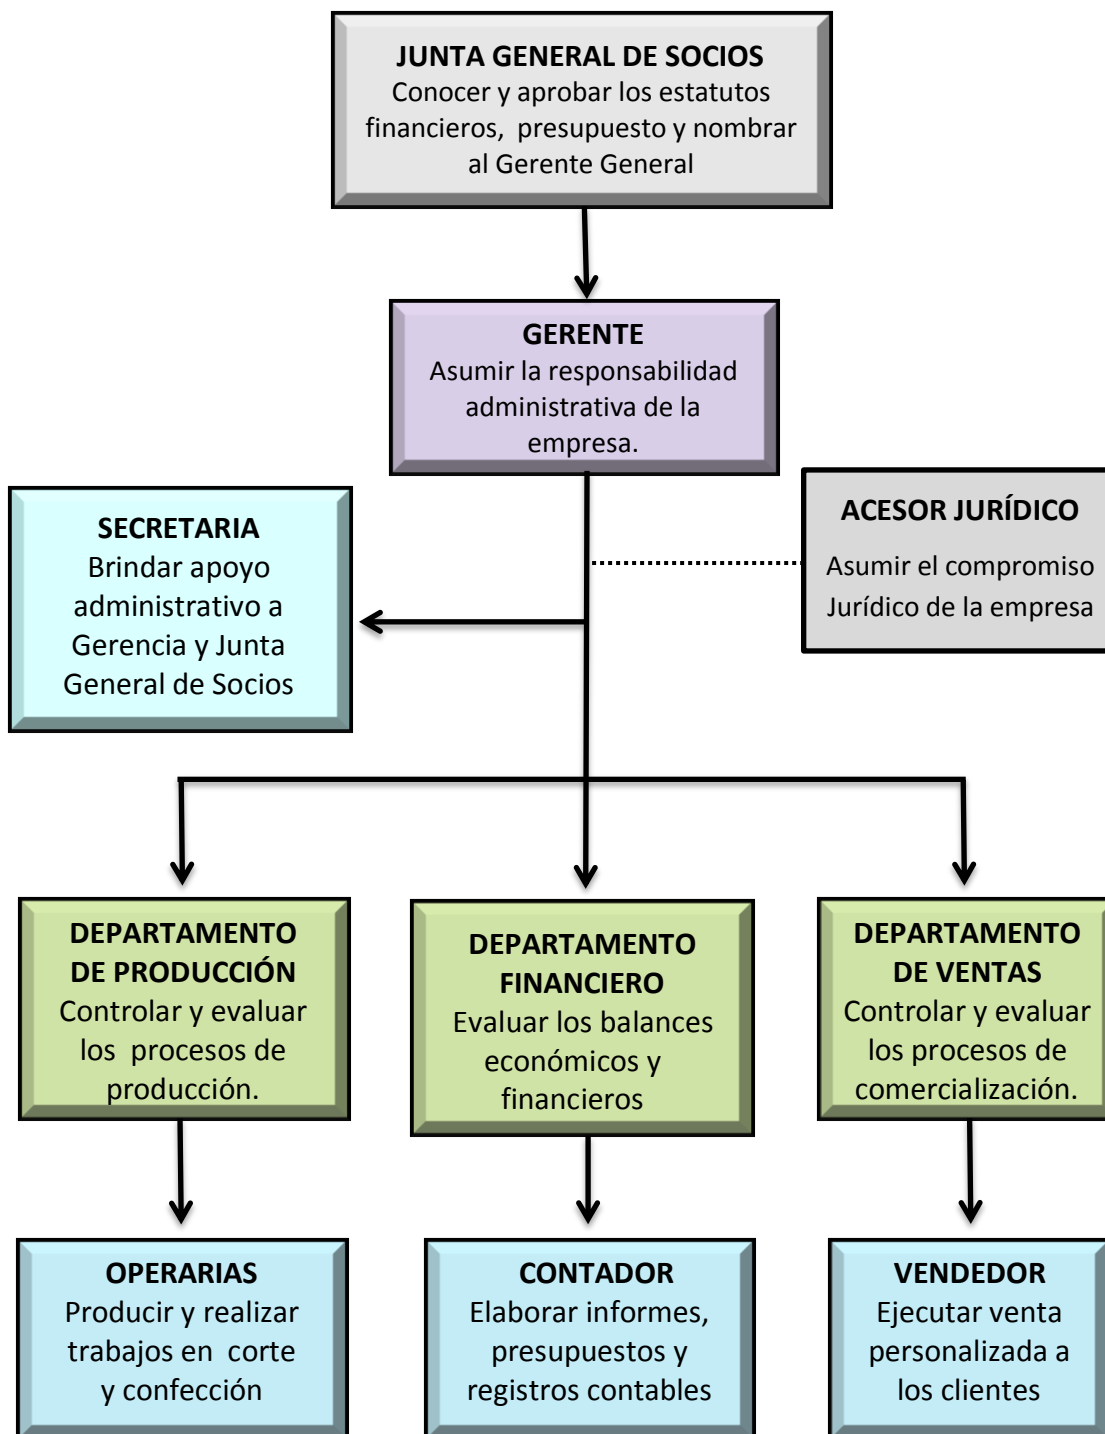 JUNTA GENERAL DE SOCIOS
Conocer y aprobar los estatutos
financieros, presupuesto y nombrar
al Gerente General
GERENTE
Asumir la responsabilidad
administrativa de la
empresa.
SECRETARIA
Brindar apoyo
administrativo a
Gerencia y Junta
General de Socios
ACESOR JURÍDICO
Asumir el compromiso
Jurídico de la empresa
DEPARTAMENTO
DE PRODUCCIÓN
Controlar y evaluar
los procesos de
producción.
DEPARTAMENTO
FINANCIERO
Evaluar los balances
económicos y
financieros
DEPARTAMENTO
DE VENTAS
Controlar y evaluar
los procesos de
comercialización.
OPERARIAS
Producir y realizar
trabajos en corte
y confección
CONTADOR
Elaborar informes,
presupuestos y
registros contables
VENDEDOR
Ejecutar venta
personalizada a
los clientes